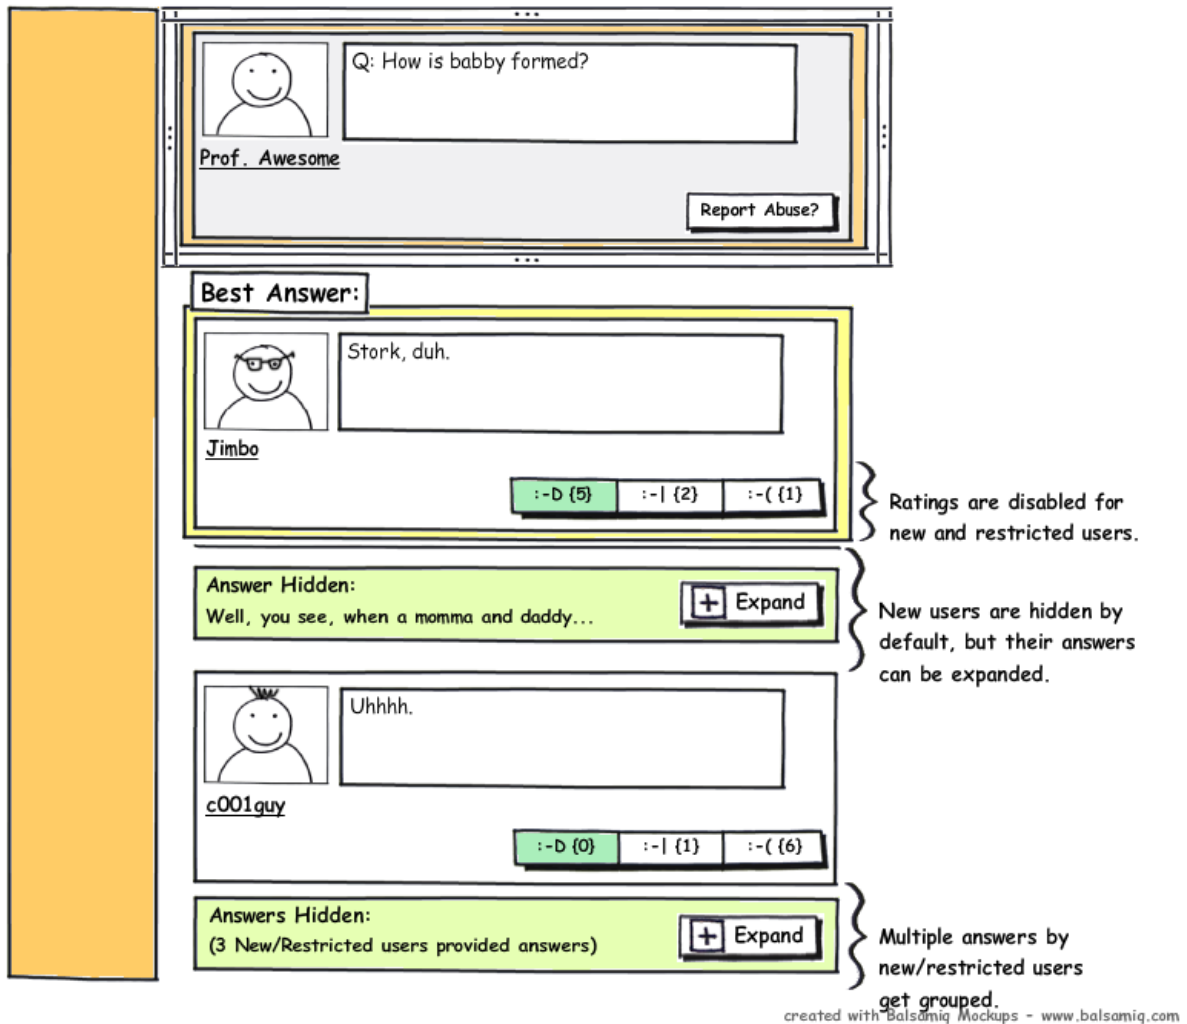 Q: How is babby formed?
Prof. Awesome
Report Abuse?
Best Answer:
Stork, duh.
Jimbo
:-D {5} :-| {2} :-( {1}
Ratings are disabled for
new and restricted users.
Answer Hidden:
Well, you see, when a momma and daddy...
+ Expand
New users are hidden by
default, but their answers
can be expanded.
Uhhhh.
c001guy
:-D {0} :-| {1} :-( {6}
Answers Hidden:
(3 New/Restricted users provided answers)
+ Expand
Multiple answers by
new/restricted users
get grouped.
created with Balsamiq Mockups - www.balsamiq.com